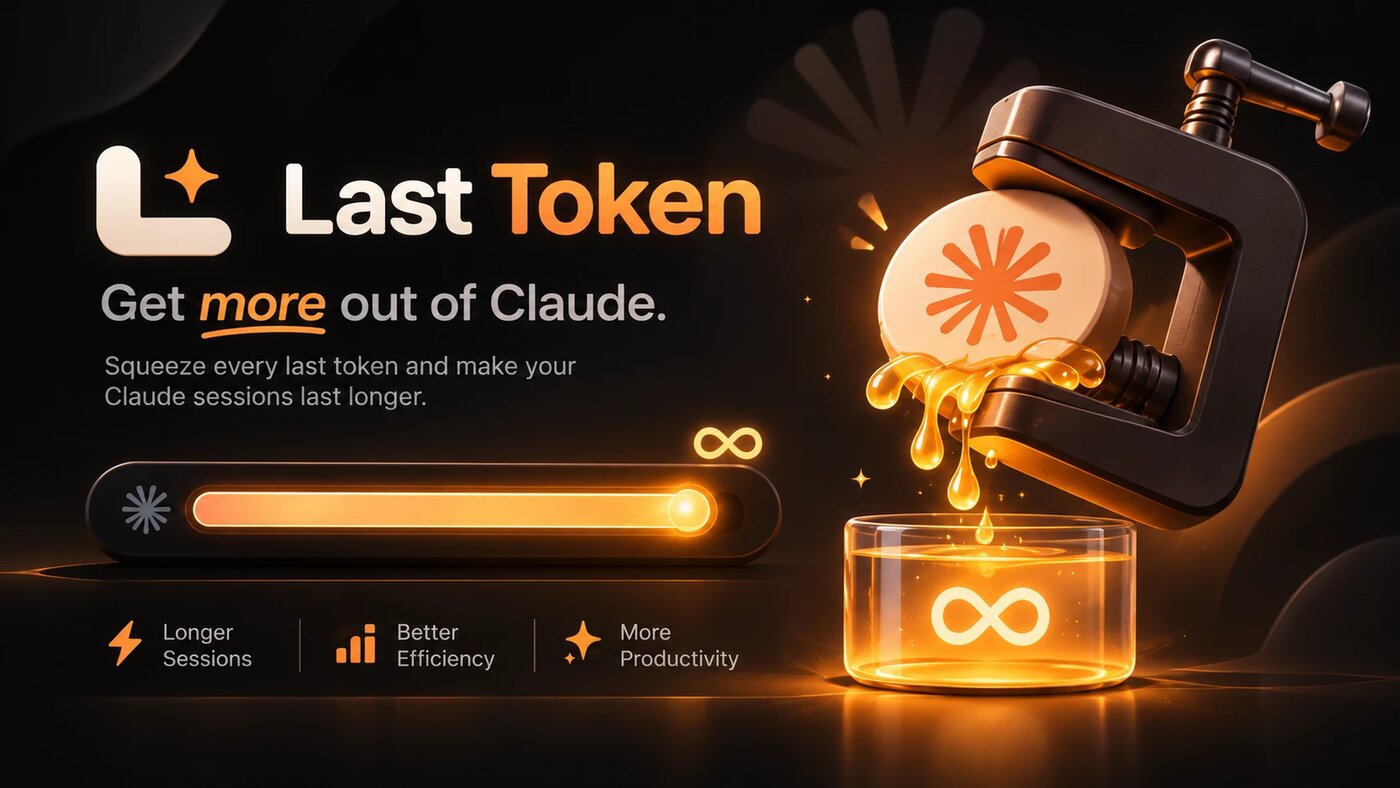 Last Token
Get more out of Claude.
Squeeze every last token and make your
Claude sessions last longer.
Longer
Sessions
Better
Efficiency
More
Productivity